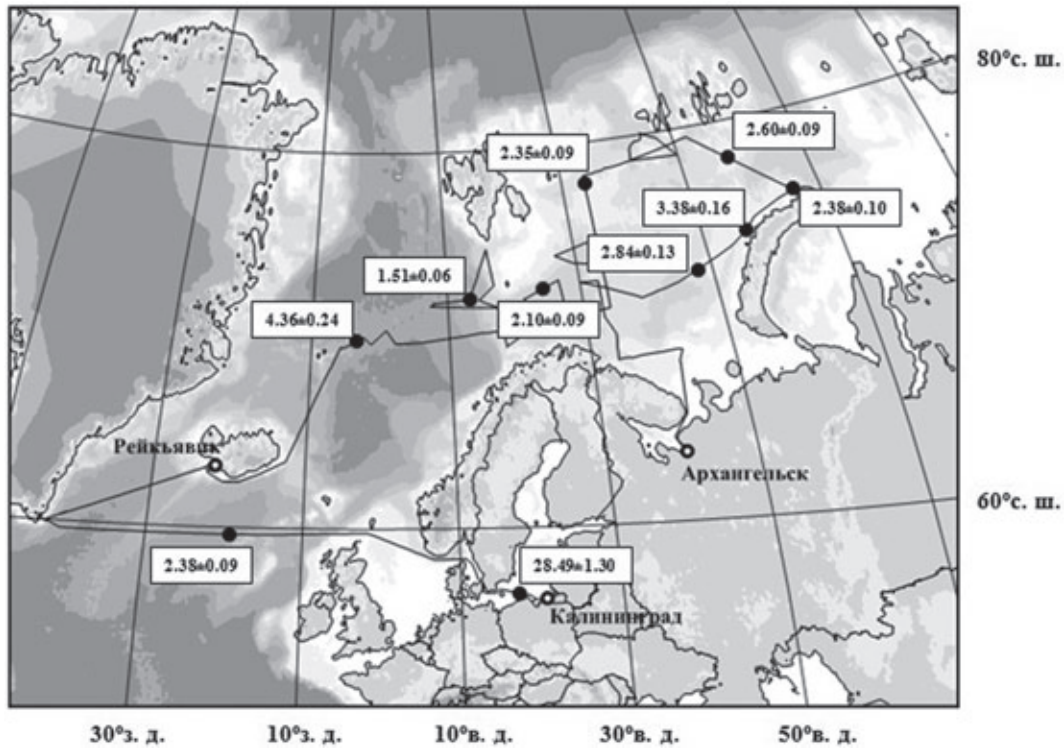 80°с. ш.
2.60±0.09
2.35±0.09
3.38±0.16
2.38±0.10
2.84±0.13
1.51±0.06
4.36±0.24
2.10±0.09
Рейкьявик
Архангельск
60°с. ш.
2.38±0.09
28.49±1.30
Калининград
30°з. д.
10°з. д.
10°в. д.
30°в. д.
50°в. д.